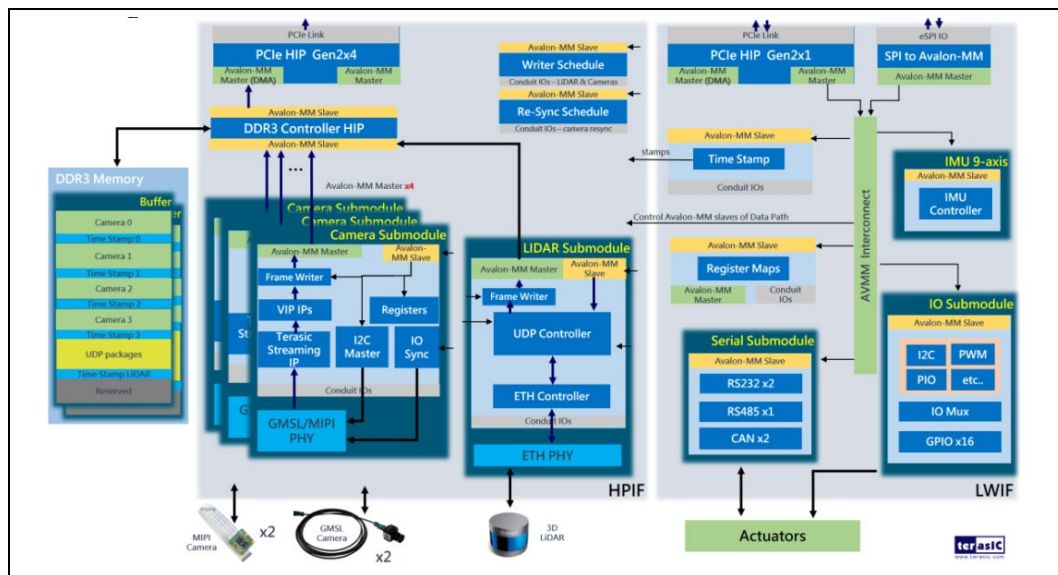 PCIe Link
PCIe HIP Gen2x4
Avalon-MM Master (DMA)
Avalon-MM Master
Avalon-MM Slave
DDR3 Controller HIP
Avalon-MM Slave
...
Avalon-MM Master x4
Avalon-MM Slave
Writer Schedule
Conduit IOs – LiDAR & Cameras
Avalon-MM Slave
Re-Sync Schedule
Conduit IOs – camera resync
DDR3 Memory
Buffer
Camera 0
Time Stamp 0
Camera 1
Time Stamp 1
Camera 2
Time Stamp 2
Camera 3
Time Stamp 3
UDP packages
Time Stamp LiDAR
Reserved
Camera Submodule
Camera Submodule
Camera Submodule
Avalon-MM Master
Avalon-MM Slave
Frame Writer
VIP IPs
Registers
Terasic Streaming IP
I2C Master
IO Sync
Conduit IOs
GMSL/MIPI PHY
LIDAR Submodule
Avalon-MM Master
Avalon-MM Slave
Frame Writer
UDP Controller
ETH Controller
Conduit IOs
ETH PHY
HPIF
MIPI Camera
x2
GMSL Camera
x2
3D LiDAR
PCIe Link
PCIe HIP Gen2x1
Avalon-MM Master (DMA)
Avalon-MM Master
eSPI IO
SPI to Avalon-MM
Avalon-MM Master
stamps
Avalon-MM Slave
Time Stamp
Conduit IOs
Control Avalon-MM slaves of Data Path
Avalon-MM Slave
Register Maps
Avalon-MM Master
Conduit IOs
AVMM Interconnect
IMU 9-axis
Avalon-MM Slave
IMU Controller
Serial Submodule
Avalon-MM Slave
RS232 x2
RS485 x1
CAN x2
IO Submodule
Avalon-MM Slave
I2C
PWM
PIO
etc..
IO Mux
GPIO x16
LWIF
Actuators
terasIC
www.terasic.com